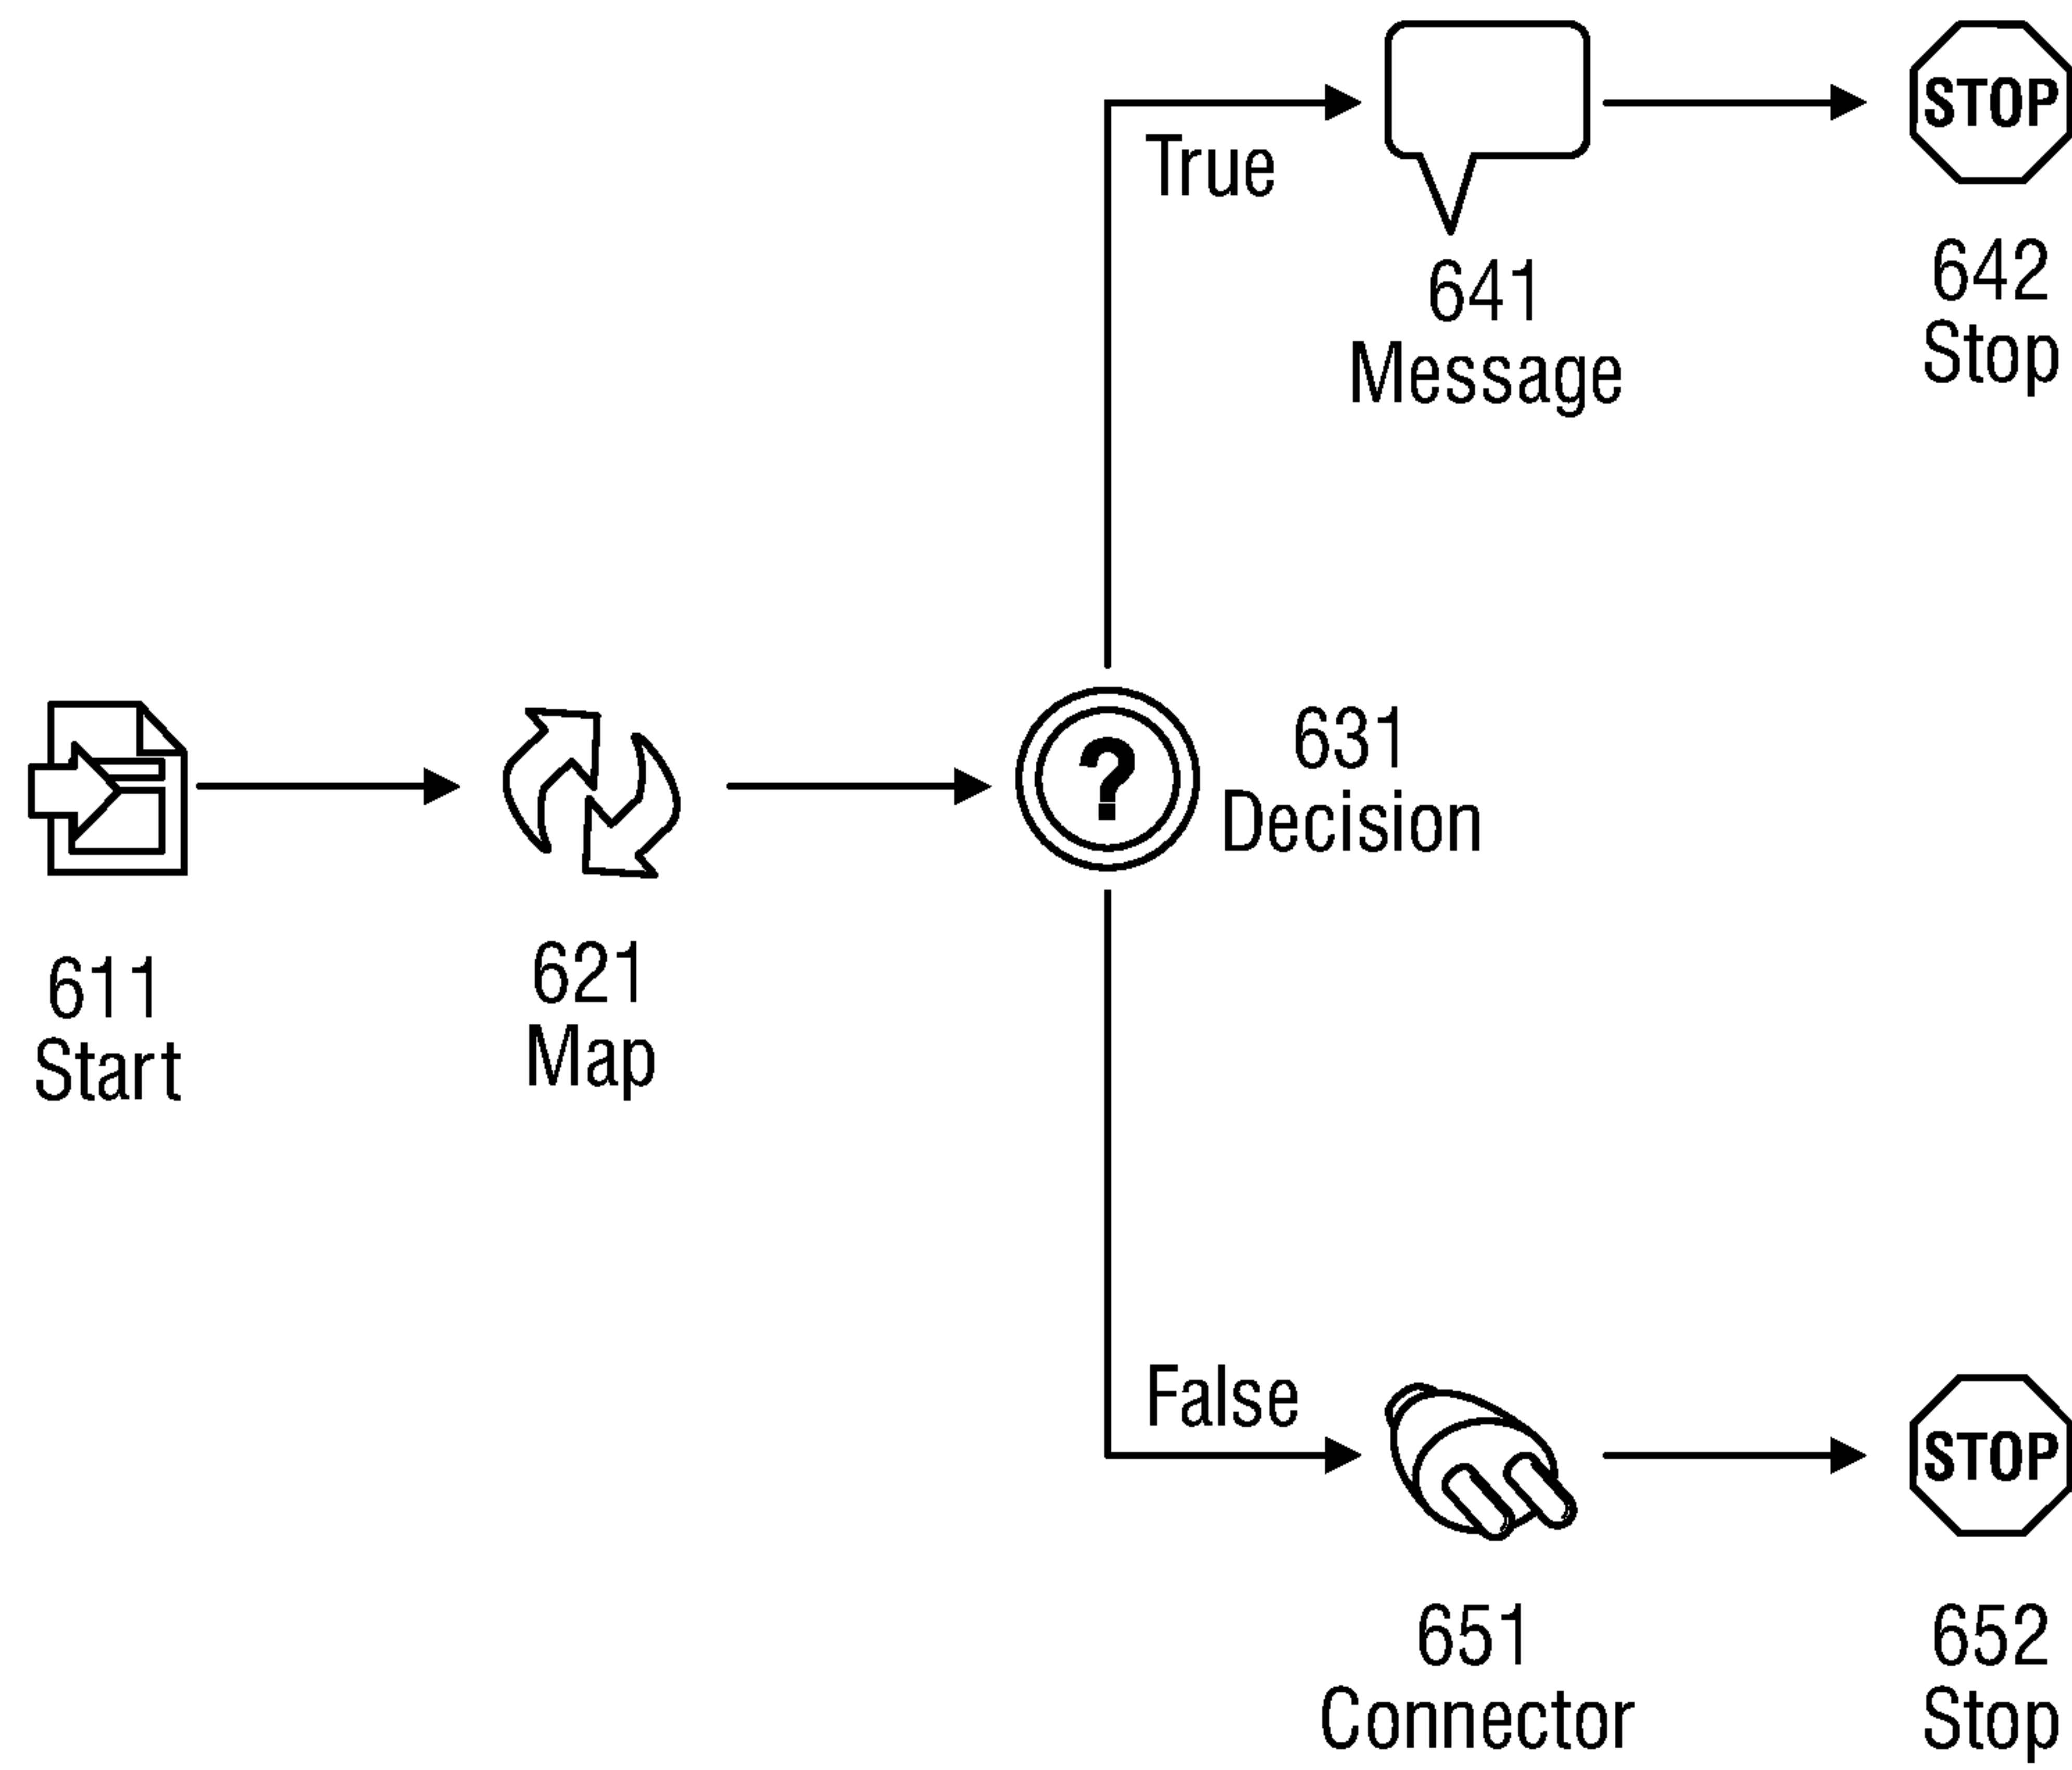 True
STOP
641
Message
642
Stop
?
631
Decision
611
Start
621
Map
False
STOP
651
Connector
652
Stop